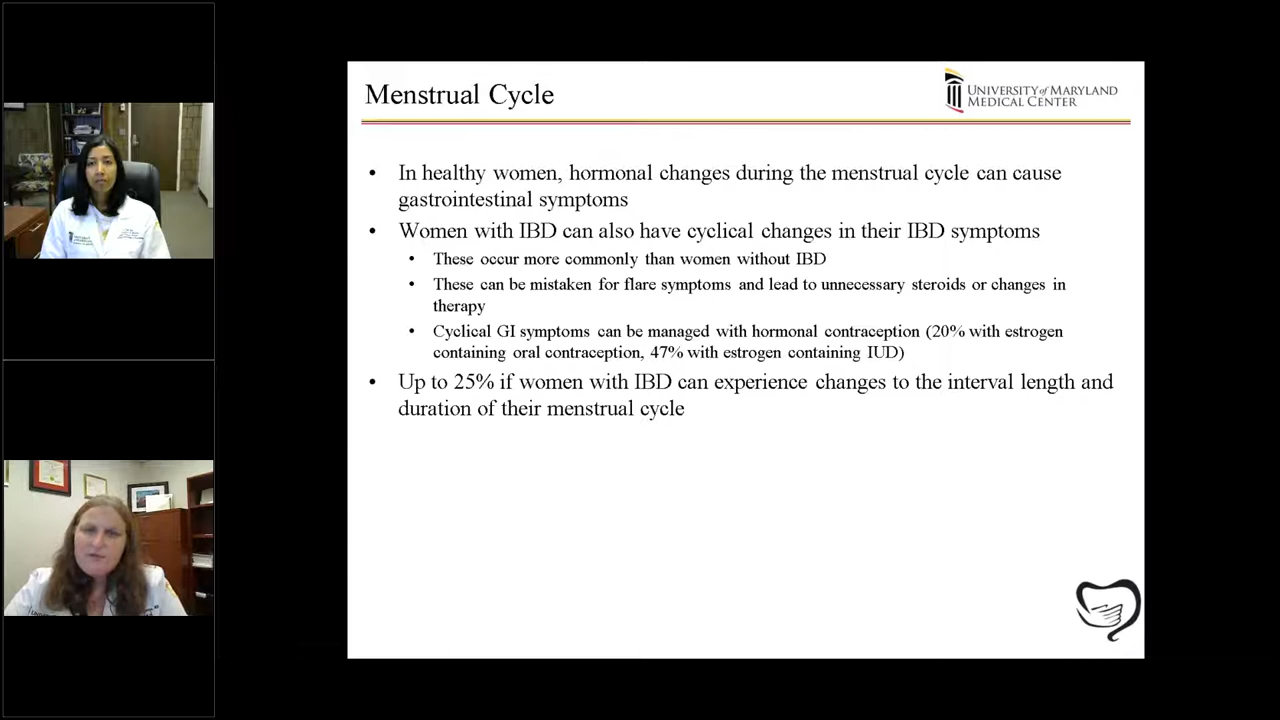 Menstrual Cycle
UNIVERSITY of MARYLAND
MEDICAL CENTER
• In healthy women, hormonal changes during the menstrual cycle can cause
gastrointestinal symptoms
• Women with IBD can also have cyclical changes in their IBD symptoms
• These occur more commonly than women without IBD
• These can be mistaken for flare symptoms and lead to unnecessary steroids or changes in
therapy
• Cyclical GI symptoms can be managed with hormonal contraception (20% with estrogen
containing oral contraception, 47% with estrogen containing IUD)
• Up to 25% if women with IBD can experience changes to the interval length and
duration of their menstrual cycle